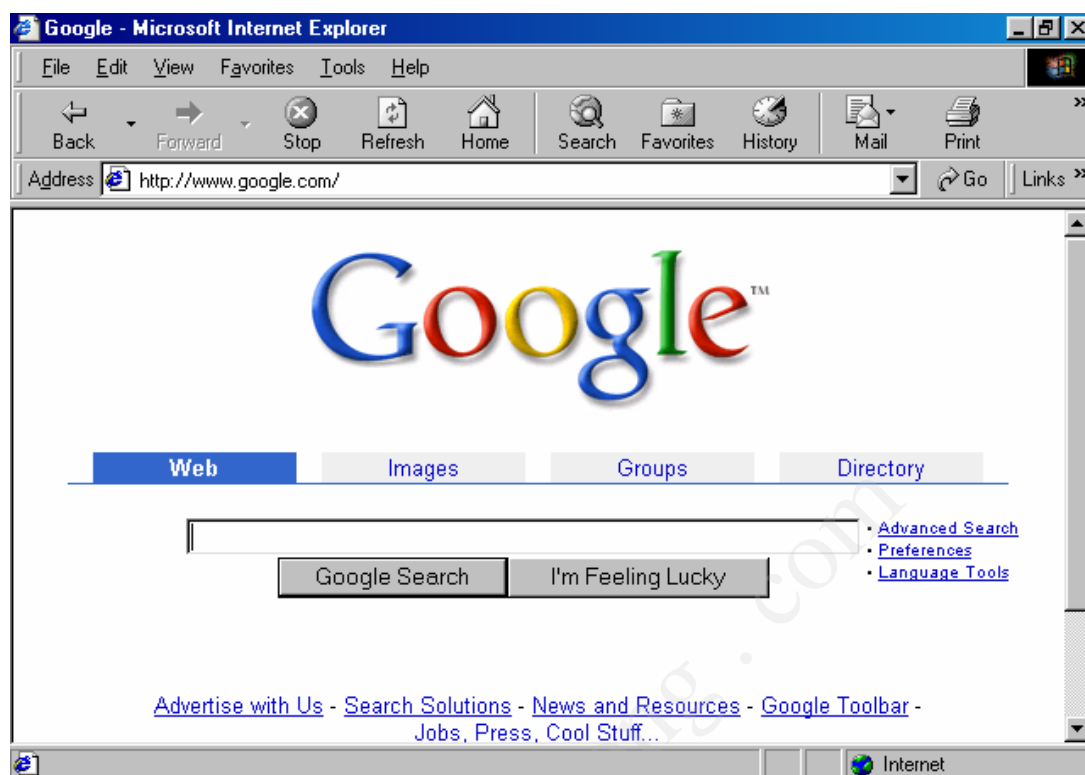 Google - Microsoft Internet Explorer
File Edit View Favorites Tools Help
Back Forward Stop Refresh Home Search Favorites History Mail Print
Address http://www.google.com/ Go Links
Google™
Web Images Groups Directory
Advanced Search
Preferences
Language Tools
Google Search I'm Feeling Lucky
Advertise with Us - Search Solutions - News and Resources - Google Toolbar -
Jobs, Press, Cool Stuff...
Internet